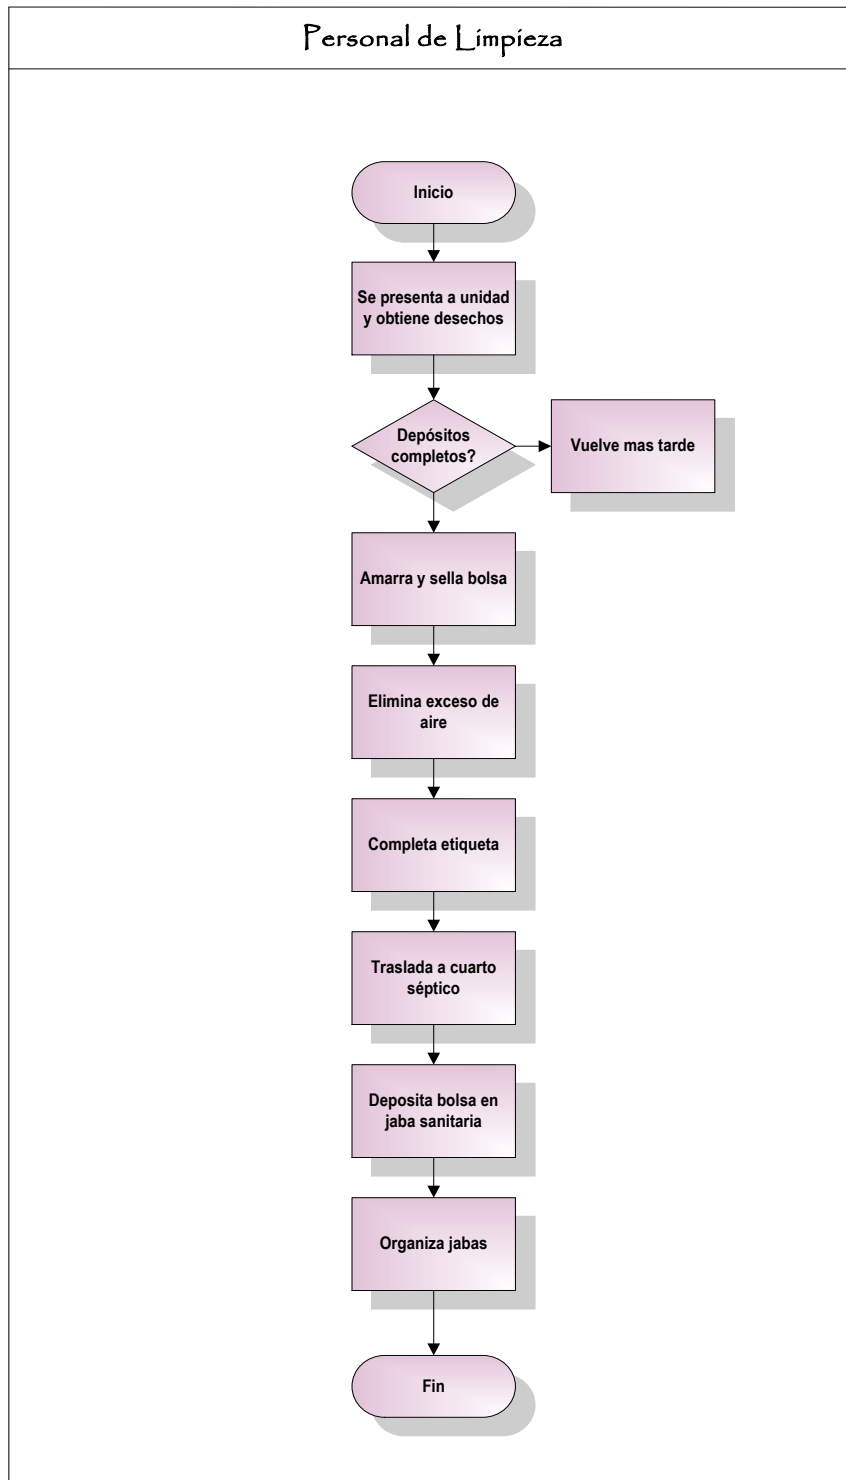 Personal de Limpieza
Inicio
Se presenta a unidad
y obtiene desechos
Depósitos
completos?
Vuelve mas tarde
Amarra y sella bolsa
Elimina exceso de
aire
Completa etiqueta
Traslada a cuarto
séptico
Deposita bolsa en
jaba sanitaria
Organiza jabas
Fin